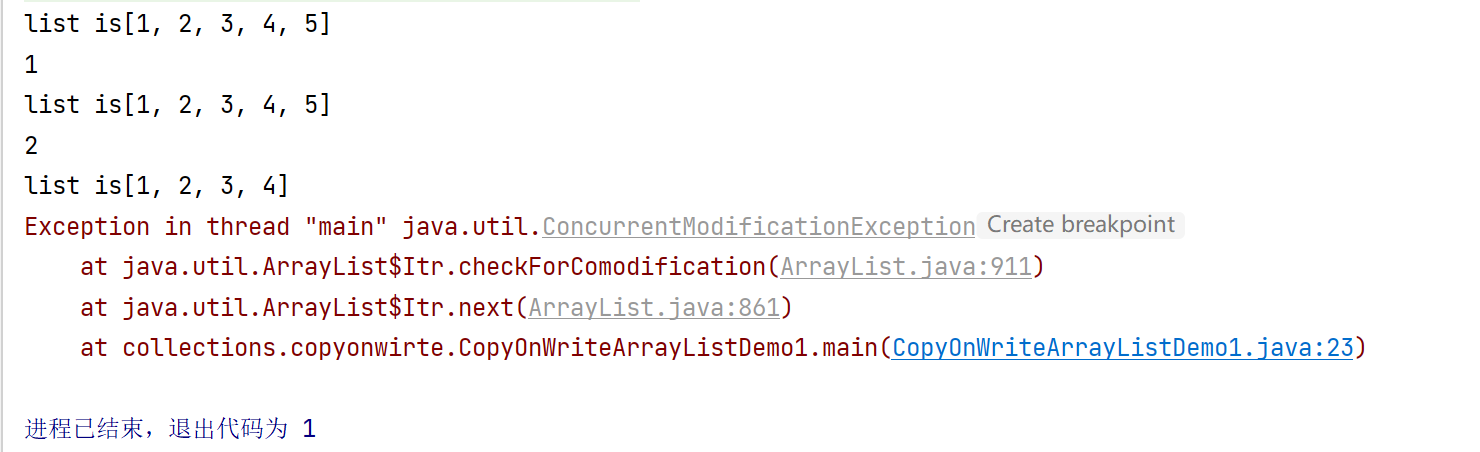 list is[1, 2, 3, 4, 5]
1
list is[1, 2, 3, 4, 5]
2
list is[1, 2, 3, 4]
Exception in thread "main" java.util.ConcurrentModificationException Create breakpoint
at java.util.ArrayList$Itr.checkForComodification(ArrayList.java:911)
at java.util.ArrayList$Itr.next(ArrayList.java:861)
at collections.copyonwirte.CopyOnWriteArrayListDemo1.main(CopyOnWriteArrayListDemo1.java:23)
进程已结束，退出代码为 1